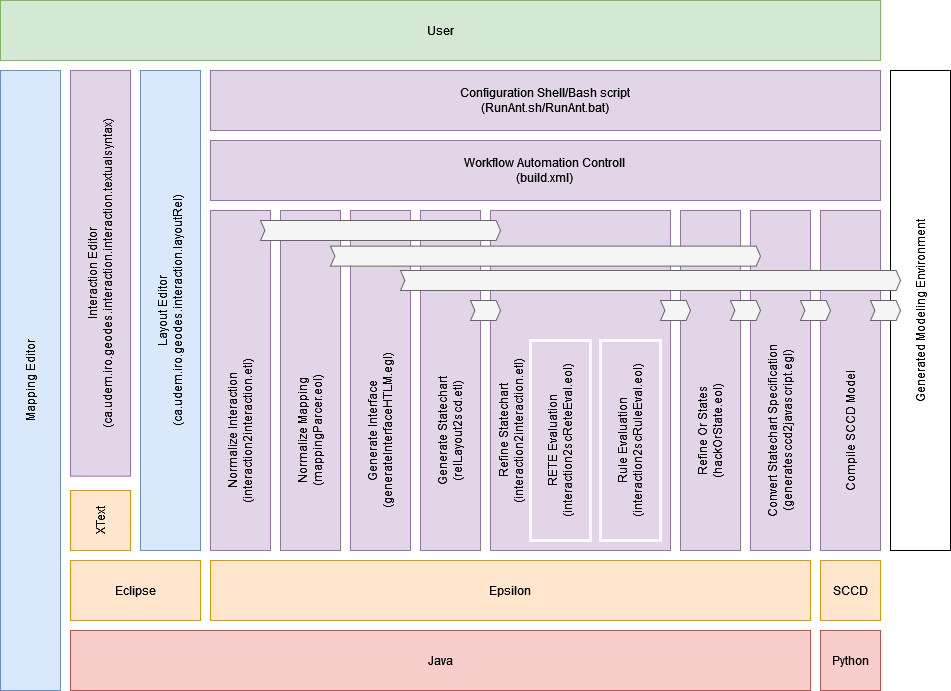 User
Mapping Editor
Interaction Editor
(ca.udem.iro.geodes.interaction.interaction.textualsyntax)
XText
Layout Editor
(ca.udem.iro.geodes.interaction.layoutRel)
Configuration Shell/Bash script
(RunAnt.sh/RunAnt.bat)
Workflow Automation Controll
(build.xml)
Normalize Interaction
(interaction2interaction.etl)
Normalize Mapping
(mappingParcer.eol)
Generate Interface
(generateInterfaceHTLM.egl)
Generate Statechart
(relLayout2scd.etl)
Refine Statechart
(interaction2interaction.etl)
RETE Evaluation
(interaction2scReteEval.eol)
Rule Evaluation
(interaction2scRuleEval.eol)
Refine Or States
(hackOrState.eol)
Convert Statechart Specification
(generatesccd2javascript.egl)
Compile SCCD Model
Generated Modeling Environment
Eclipse
Epsilon
SCCD
Java
Python